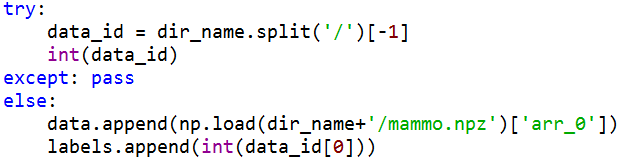 try:
    data_id = dir_name.split('/')[-1]
    int(data_id)
except: pass
else:
    data.append(np.load(dir_name+'/mammo.npz')['arr_0'])
    labels.append(int(data_id[0]))